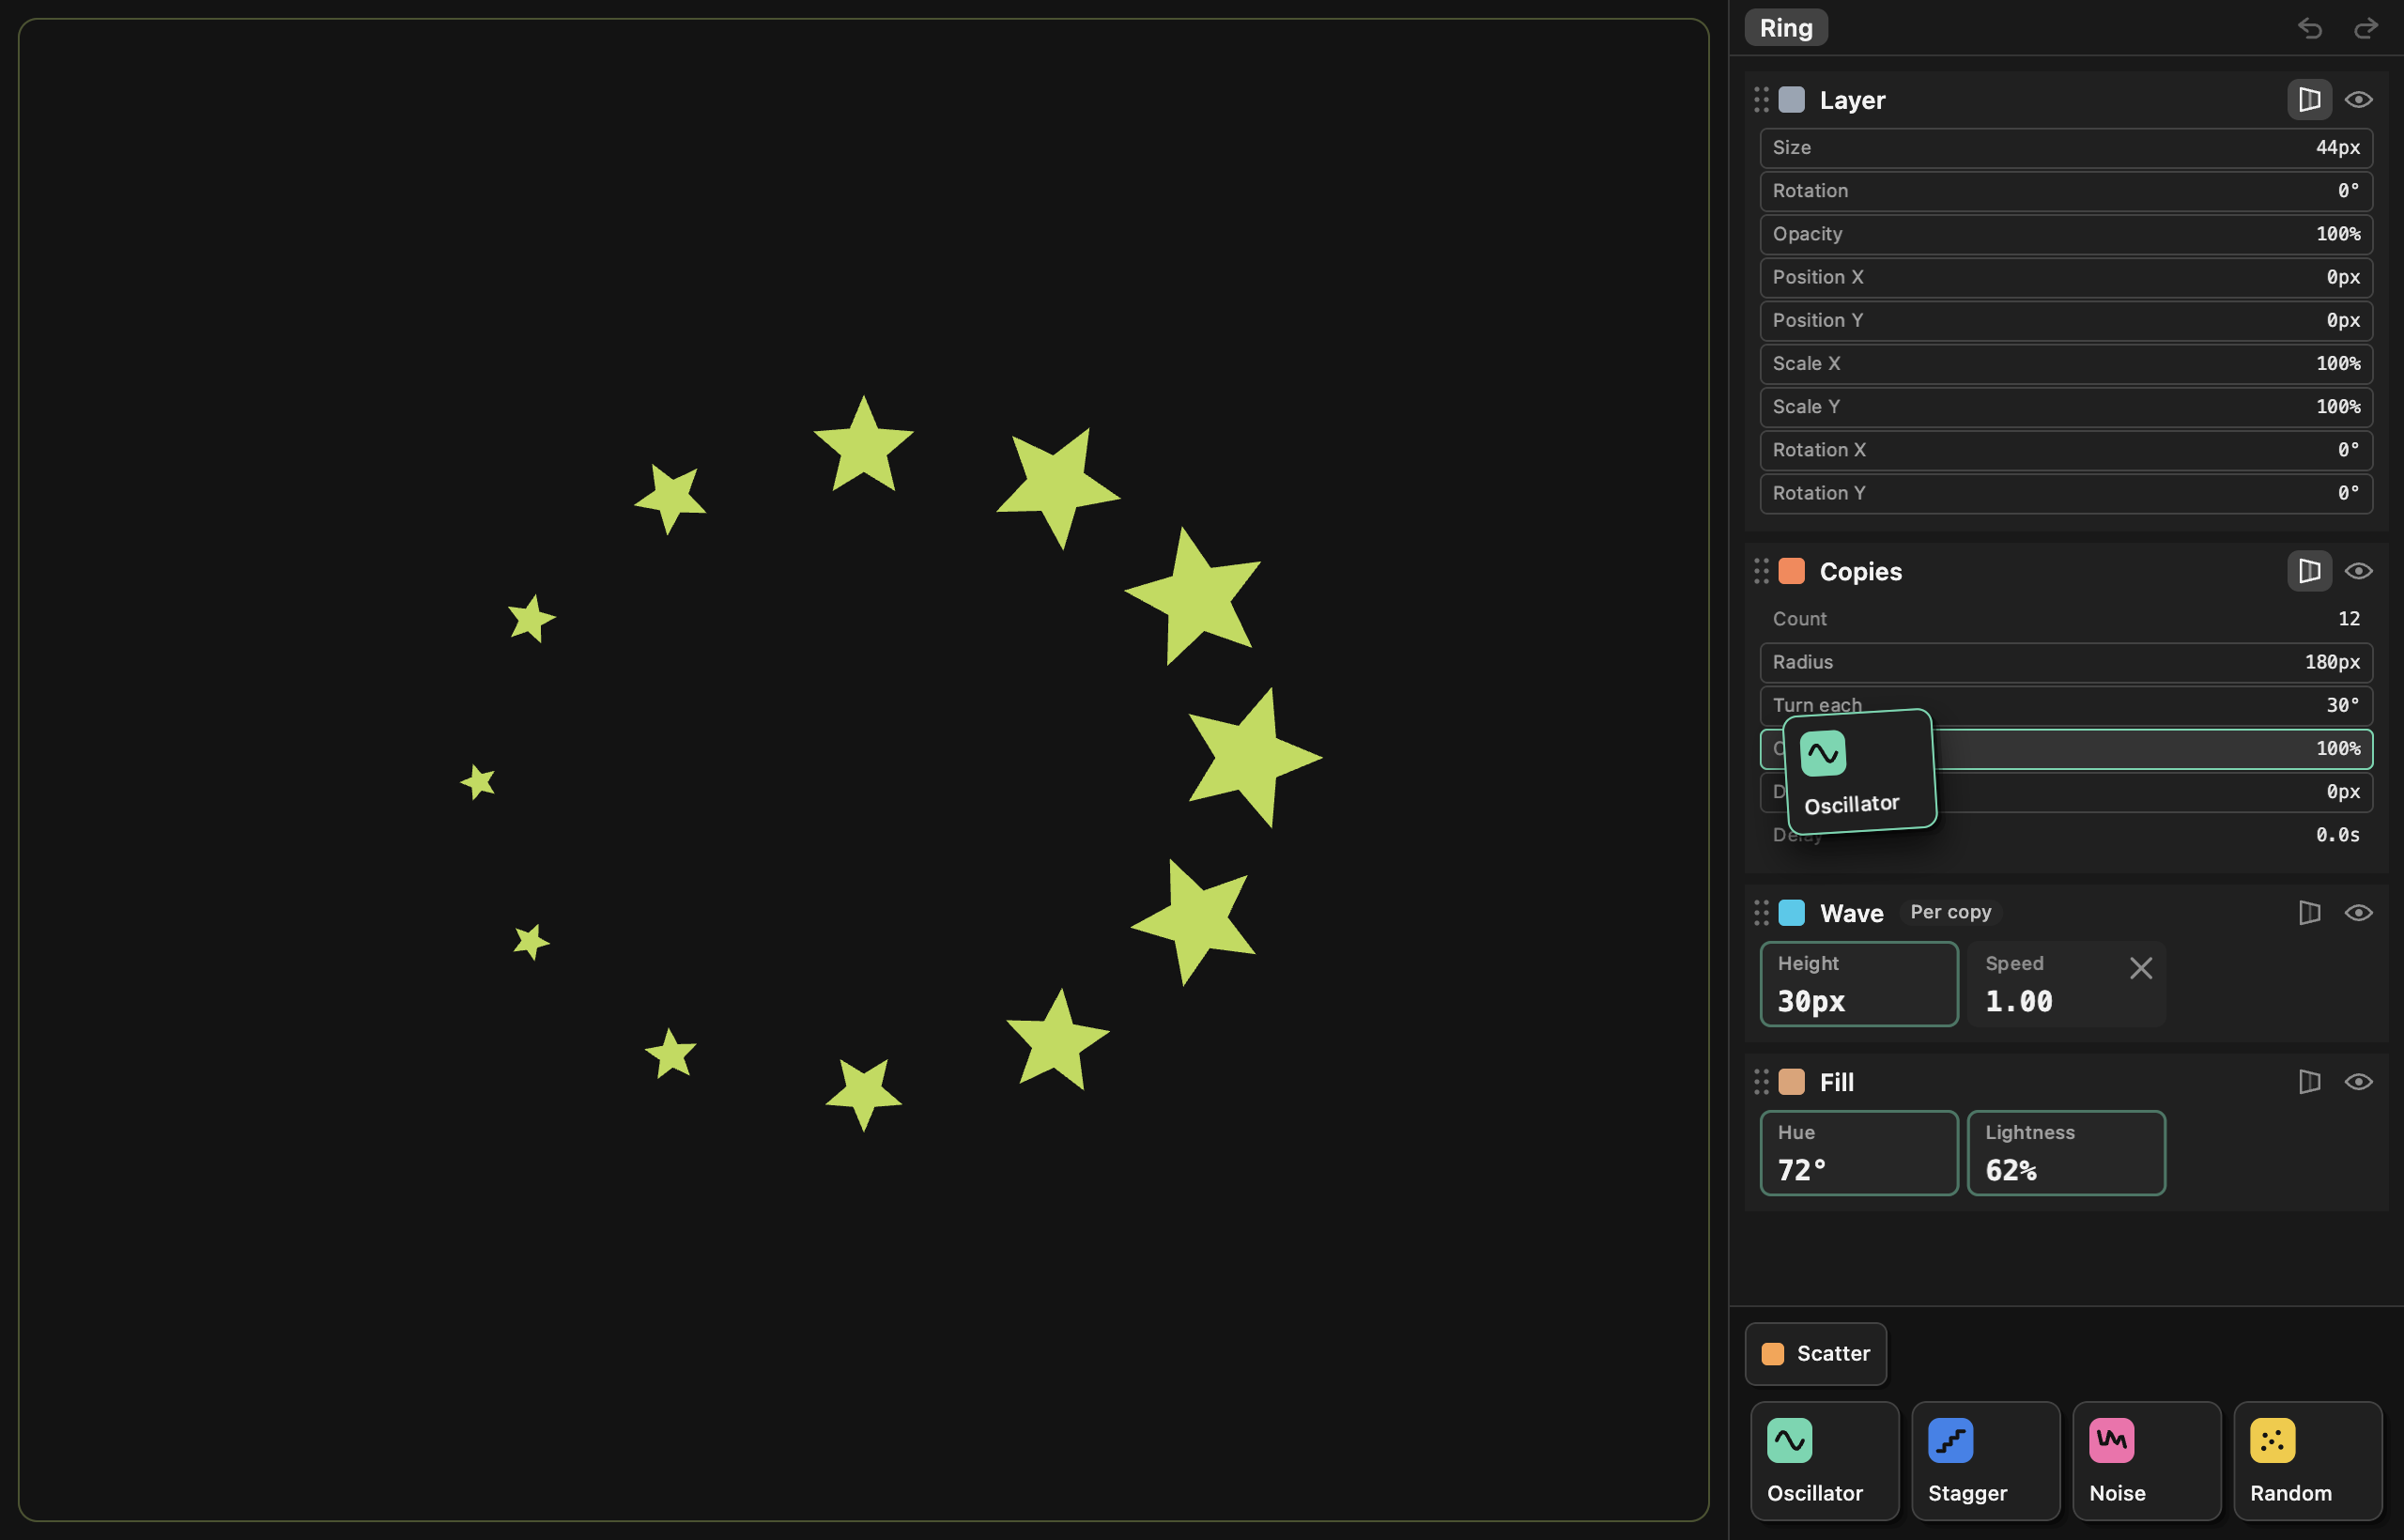 Ring
Layer
Size 44px
Rotation 0°
Opacity 100%
Position X 0px
Position Y 0px
Scale X 100%
Scale Y 100%
Rotation X 0°
Rotation Y 0°
Copies
Count 12
Radius 180px
Turn each 30°
100%
0px
Oscillator
Delay 0.0s
Wave Per copy
Height Speed
30px 1.00
Fill
Hue Lightness
72° 62%
Scatter
Oscillator Stagger Noise Random